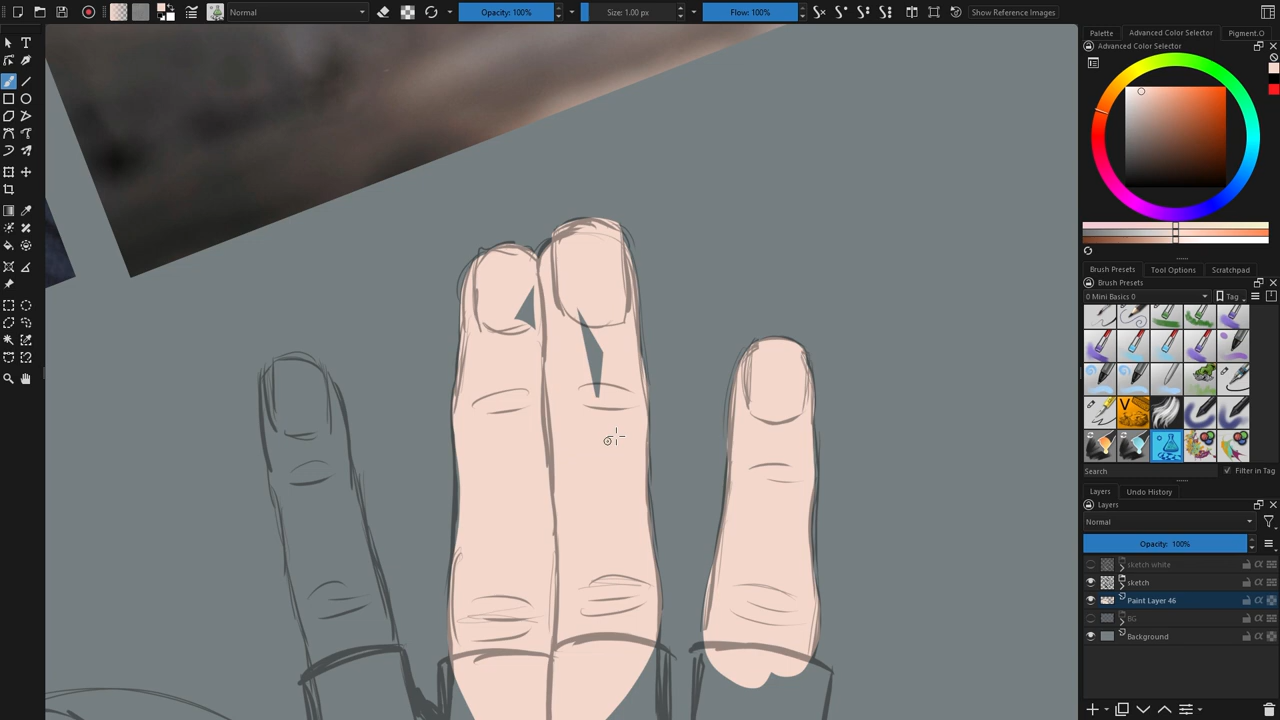 Normal
Opacity: 100%
Size: 1.00 px
Flow: 100%
Show Reference Images
Palette
Advanced Color Selector
Pigment.O
Advanced Color Selector
Brush Presets
Tool Options
Scratchpad
Brush Presets
0 Mini Basics 0
Tag
Search
Filter in Tag
Layers
Undo History
Layers
Normal
Opacity: 100%
sketch white
sketch
Paint Layer 46
BG
Background